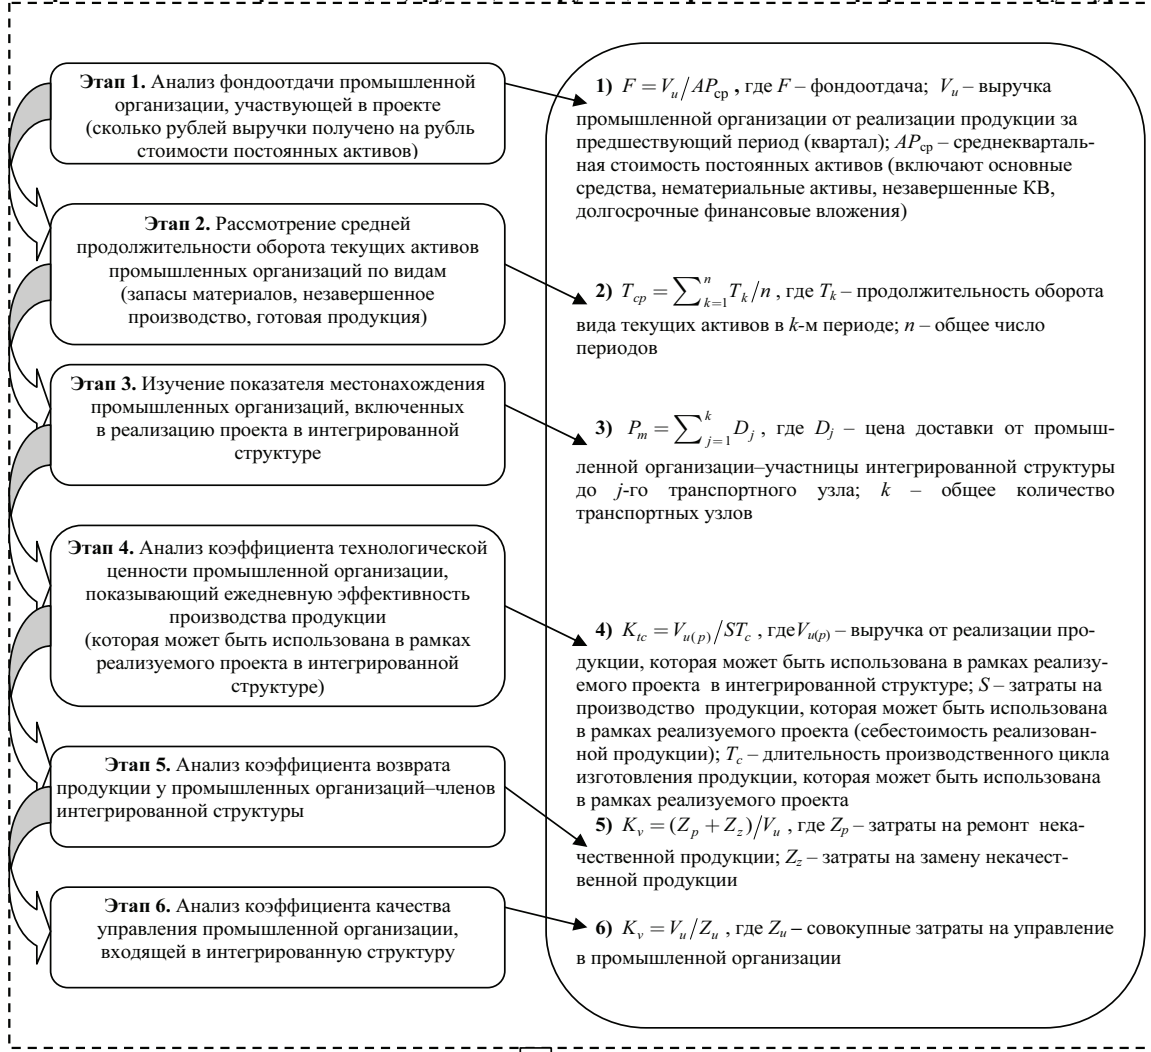 Этап 1. Анализ фондоотдачи промышленной
организации, участвующей в проекте
(сколько рублей выручки получено на рубль
стоимости постоянных активов)
1) F = V_u / AP_ср , где F – фондоотдача; V_u – выручка
промышленной организации от реализации продукции за
предшествующий период (квартал); AP_ср – среднекварталь-
ная стоимость постоянных активов (включают основные
средства, нематериальные активы, незавершенные КВ,
долгосрочные финансовые вложения)
Этап 2. Рассмотрение средней
продолжительности оборота текущих активов
промышленных организаций по видам
(запасы материалов, незавершенное
производство, готовая продукция)
2) T_cp = ∑_{k=1}^{n} T_k / n , где T_k – продолжительность оборота
вида текущих активов в k-м периоде; n – общее число
периодов
Этап 3. Изучение показателя местонахождения
промышленных организаций, включенных
в реализацию проекта в интегрированной
структуре
3) P_m = ∑_{j=1}^{k} D_j , где D_j – цена доставки от промыш-
ленной организации–участницы интегрированной структуры
до j-го транспортного узла; k – общее количество
транспортных узлов
Этап 4. Анализ коэффициента технологической
ценности промышленной организации,
показывающий ежедневную эффективность
производства продукции
(которая может быть использована в рамках
реализуемого проекта в интегрированной
структуре)
4) K_tc = V_u(p) / ST_c , гдеV_u(p) – выручка от реализации про-
дукции, которая может быть использована в рамках реализу-
емого проекта в интегрированной структуре; S – затраты на
производство продукции, которая может быть использована
в рамках реализуемого проекта (себестоимость реализован-
ной продукции); T_c – длительность производственного цикла
изготовления продукции, которая может быть использована
в рамках реализуемого проекта
Этап 5. Анализ коэффициента возврата
продукции у промышленных организаций–членов
интегрированной структуры
5) K_v = (Z_p + Z_z) / V_u , где Z_p – затраты на ремонт нека-
чественной продукции; Z_z – затраты на замену некачест-
венной продукции
Этап 6. Анализ коэффициента качества
управления промышленной организации,
входящей в интегрированную структуру
6) K_v = V_u / Z_u , где Z_u – совокупные затраты на управление
в промышленной организации